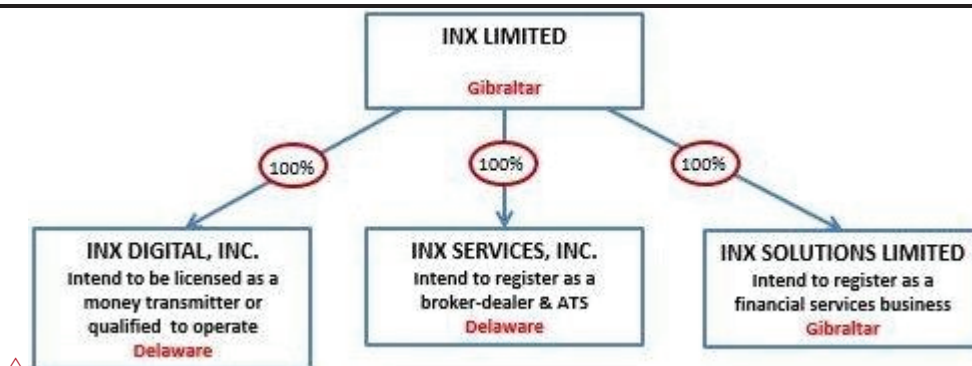 INX LIMITED
Gibraltar
100%
100%
100%
INX DIGITAL, INC.
Intend to be licensed as a
money transmitter or
qualified to operate
Delaware
INX SERVICES, INC.
Intend to register as a
broker-dealer & ATS
Delaware
INX SOLUTIONS LIMITED
Intend to register as a
financial services business
Gibraltar